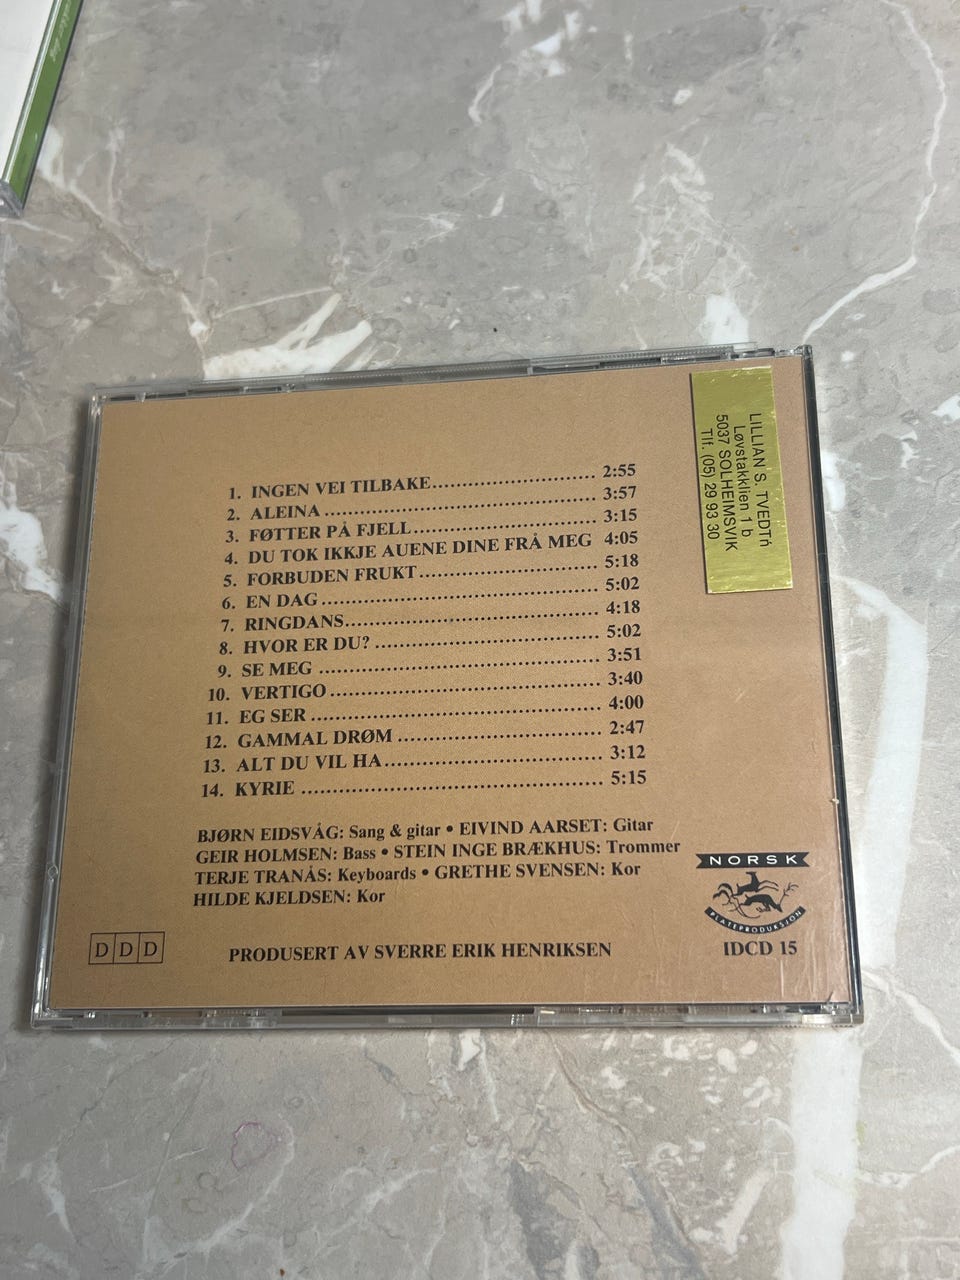 LILLIAN S. TVEDTń
Løvstakklien 1 b
5037 SOLHEIMSVIK
Tlf. (05) 29 93 30
1. INGEN VEI TILBAKE 2:55
2. ALEINA 3:57
3. FØTTER PÅ FJELL 3:15
4. DU TOK IKKJE AUENE DINE FRÅ MEG 4:05
5. FORBUDEN FRUKT 5:18
6. EN DAG 5:02
7. RINGDANS 4:18
8. HVOR ER DU? 5:02
9. SE MEG 3:51
10. VERTIGO 3:40
11. EG SER 4:00
12. GAMMAL DRØM 2:47
13. ALT DU VIL HA 3:12
14. KYRIE 5:15
BJØRN EIDSVÅG: Sang & gitar • EIVIND AARSET: Gitar
GEIR HOLMSEN: Bass • STEIN INGE BRÆKHUS: Trommer
TERJE TRANÅS: Keyboards • GRETHE SVENSEN: Kor
HILDE KJELDSEN: Kor
NORSK
PLATEPRODUKSJON
IDCD 15
DDD
PRODUSERT AV SVERRE ERIK HENRIKSEN